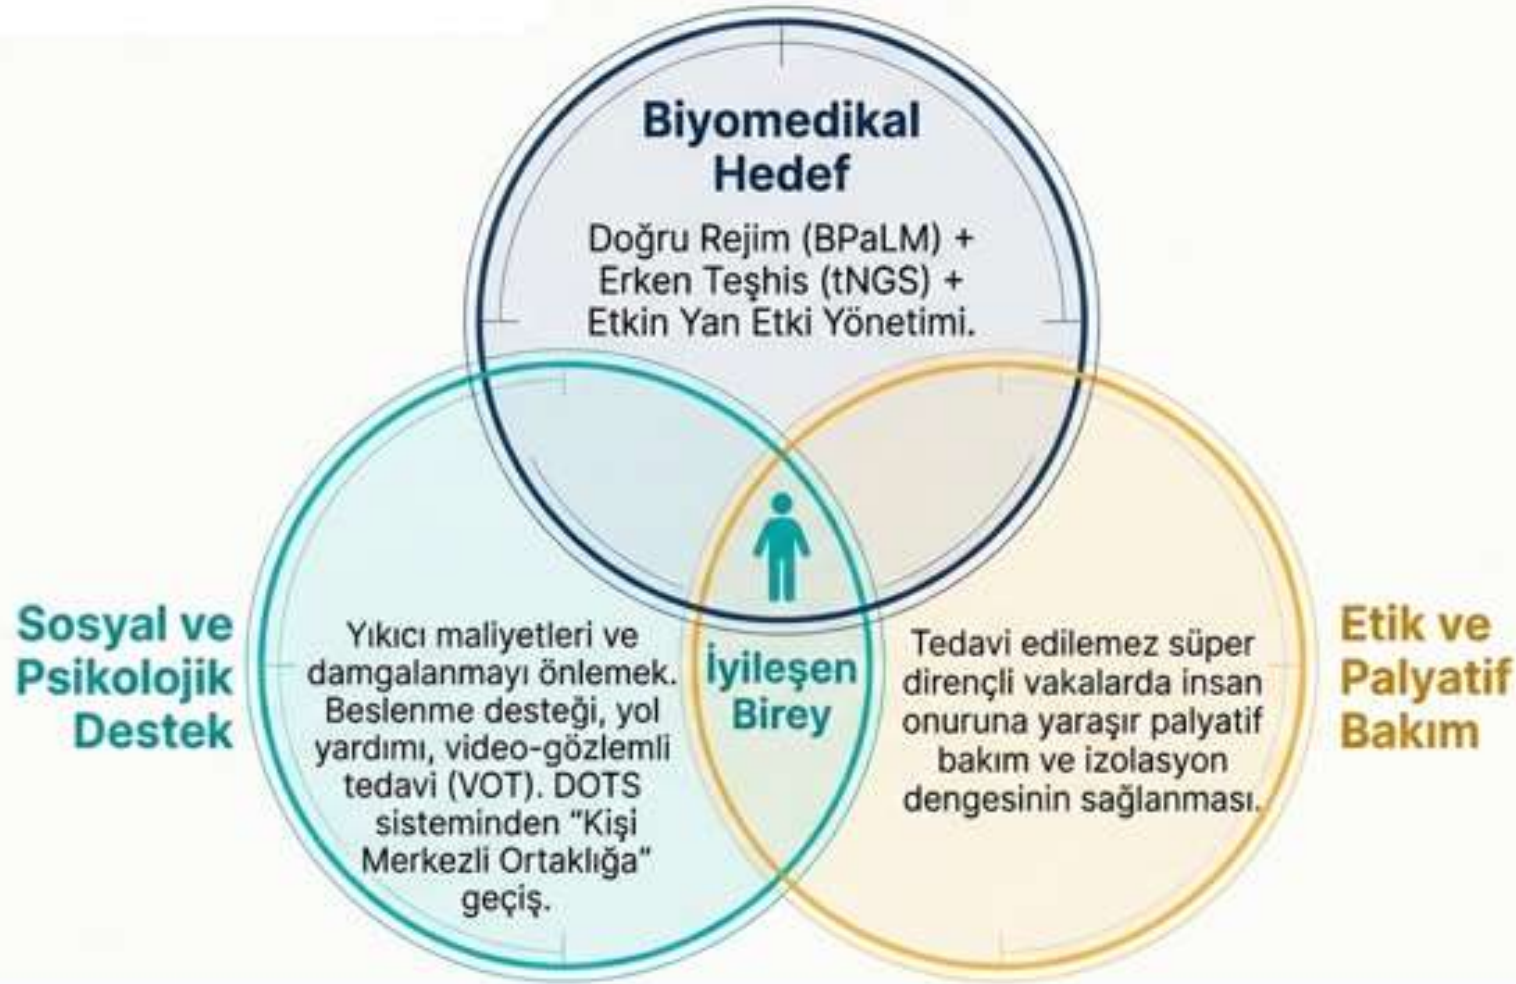 Biyomedikal
Hedef
Doğru Rejim (BPaLM) +
Erken Teşhis (tNGS) +
Etkin Yan Etki Yönetimi.
Sosyal ve
Psikolojik
Destek
Yıkıcı maliyetleri ve
damgalanmayı önlemek.
Beslenme desteği, yol
yardımı, video-gözlemli
tedavi (VOT). DOTS
sisteminden “Kişi
Merkezli Ortaklığa”
geçiş.
İyileşen
Birey
Tedavi edilemez süper
dirençli vakalarda insan
onuruna yaraşır palyatif
bakım ve izolasyon
dengesinin sağlanması.
Etik ve
Palyatif
Bakım